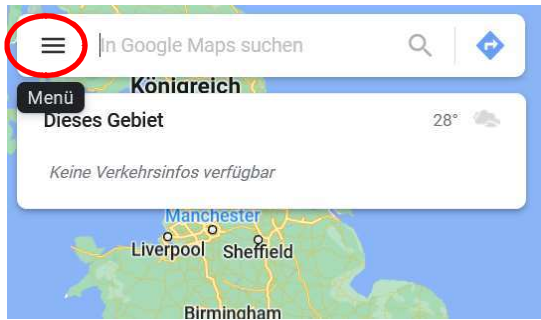 In Google Maps suchen
Königreich
Menü
Dieses Gebiet 28°
Keine Verkehrsinfos verfügbar
Manchester
Liverpool Sheffield
Birmingham